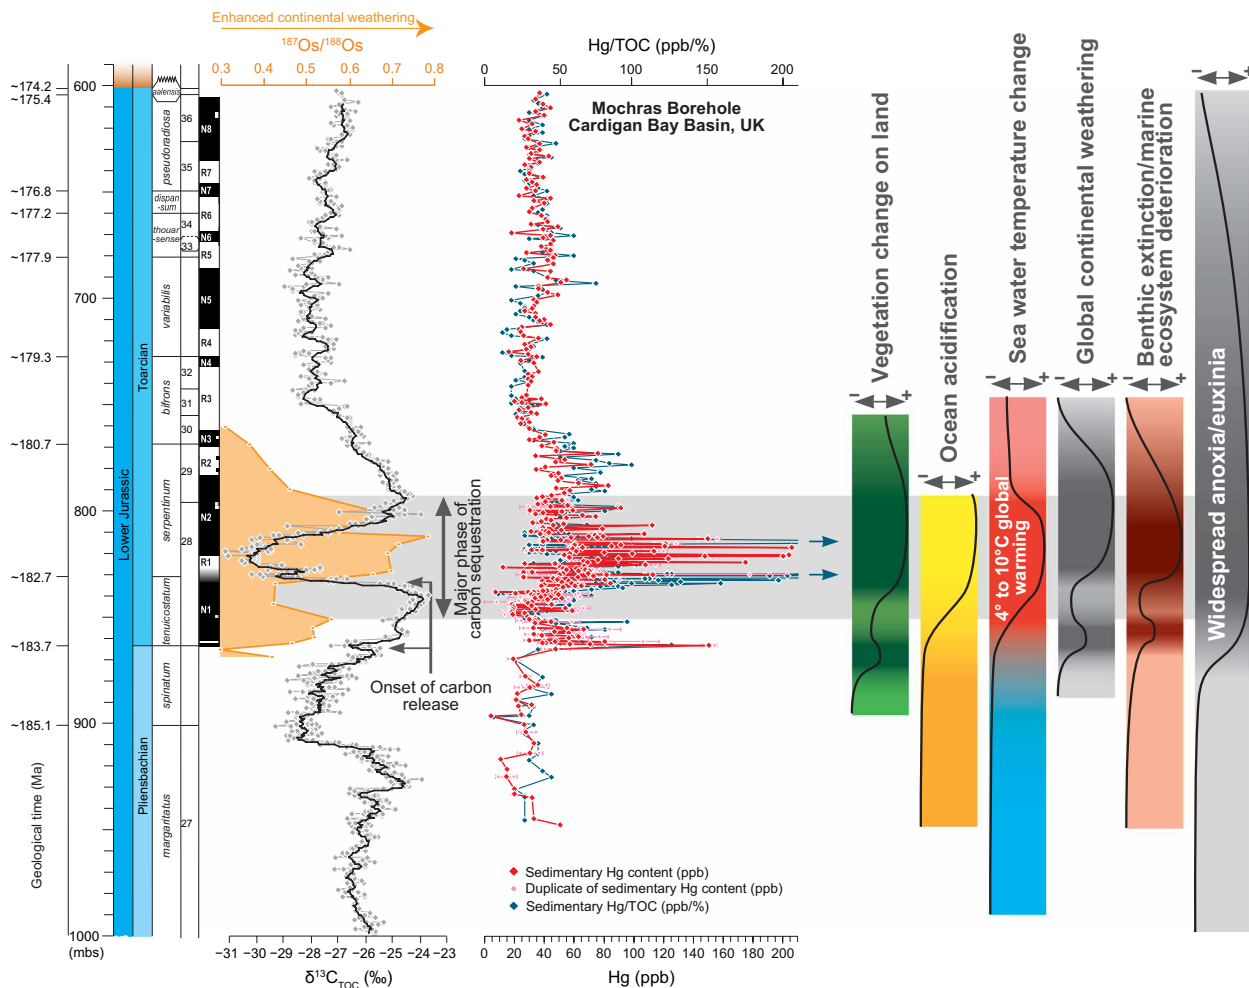 Enhanced continental weathering
187Os/188Os
0.3 0.4 0.5 0.6 0.7 0.8
Hg/TOC (ppb/%)
0 50 100 150 200
Mochras Borehole
Cardigan Bay Basin, UK
Geological time (Ma)
~174.2
~175.4
~176.8
~177.2
~177.9
~179.3
~180.7
~182.7
~183.7
~185.1
600
700
800
900
1000
(mbs)
Lower Jurassic
Toarcian
Pliensbachian
aalensis
pseudoradiosa
dispan
-sum
thouar
-sense
variabilis
bifrons
serpentinum
tenuicostatum
spinatum
margaritatus
36
35
34
33
32
31
30
29
28
27
N8
R7
N7
R6
N6
R5
N5
R4
N4
R3
N3
R2
N2
R1
N1
Major phase of
carbon sequestrain
Onset of carbon
release
Sedimentary Hg content (ppb)
Duplicate of sedimentary Hg content (ppb)
Sedimentary Hg/TOC (ppb/%)
−31 −30 −29 −28 −27 −26 −25 −24 −23
δ13CTOC (‰)
0 20 40 60 80 100 120 140 160 180 200
Hg (ppb)
Vegetation change on land
- +
Ocean acidification
- +
Sea water temperature change
- +
4° to 10°C global
warming
Global continental weathering
- +
Benthic extinction/marine
ecosystem deterioration
- +
Widespread anoxia/euxinia
- +